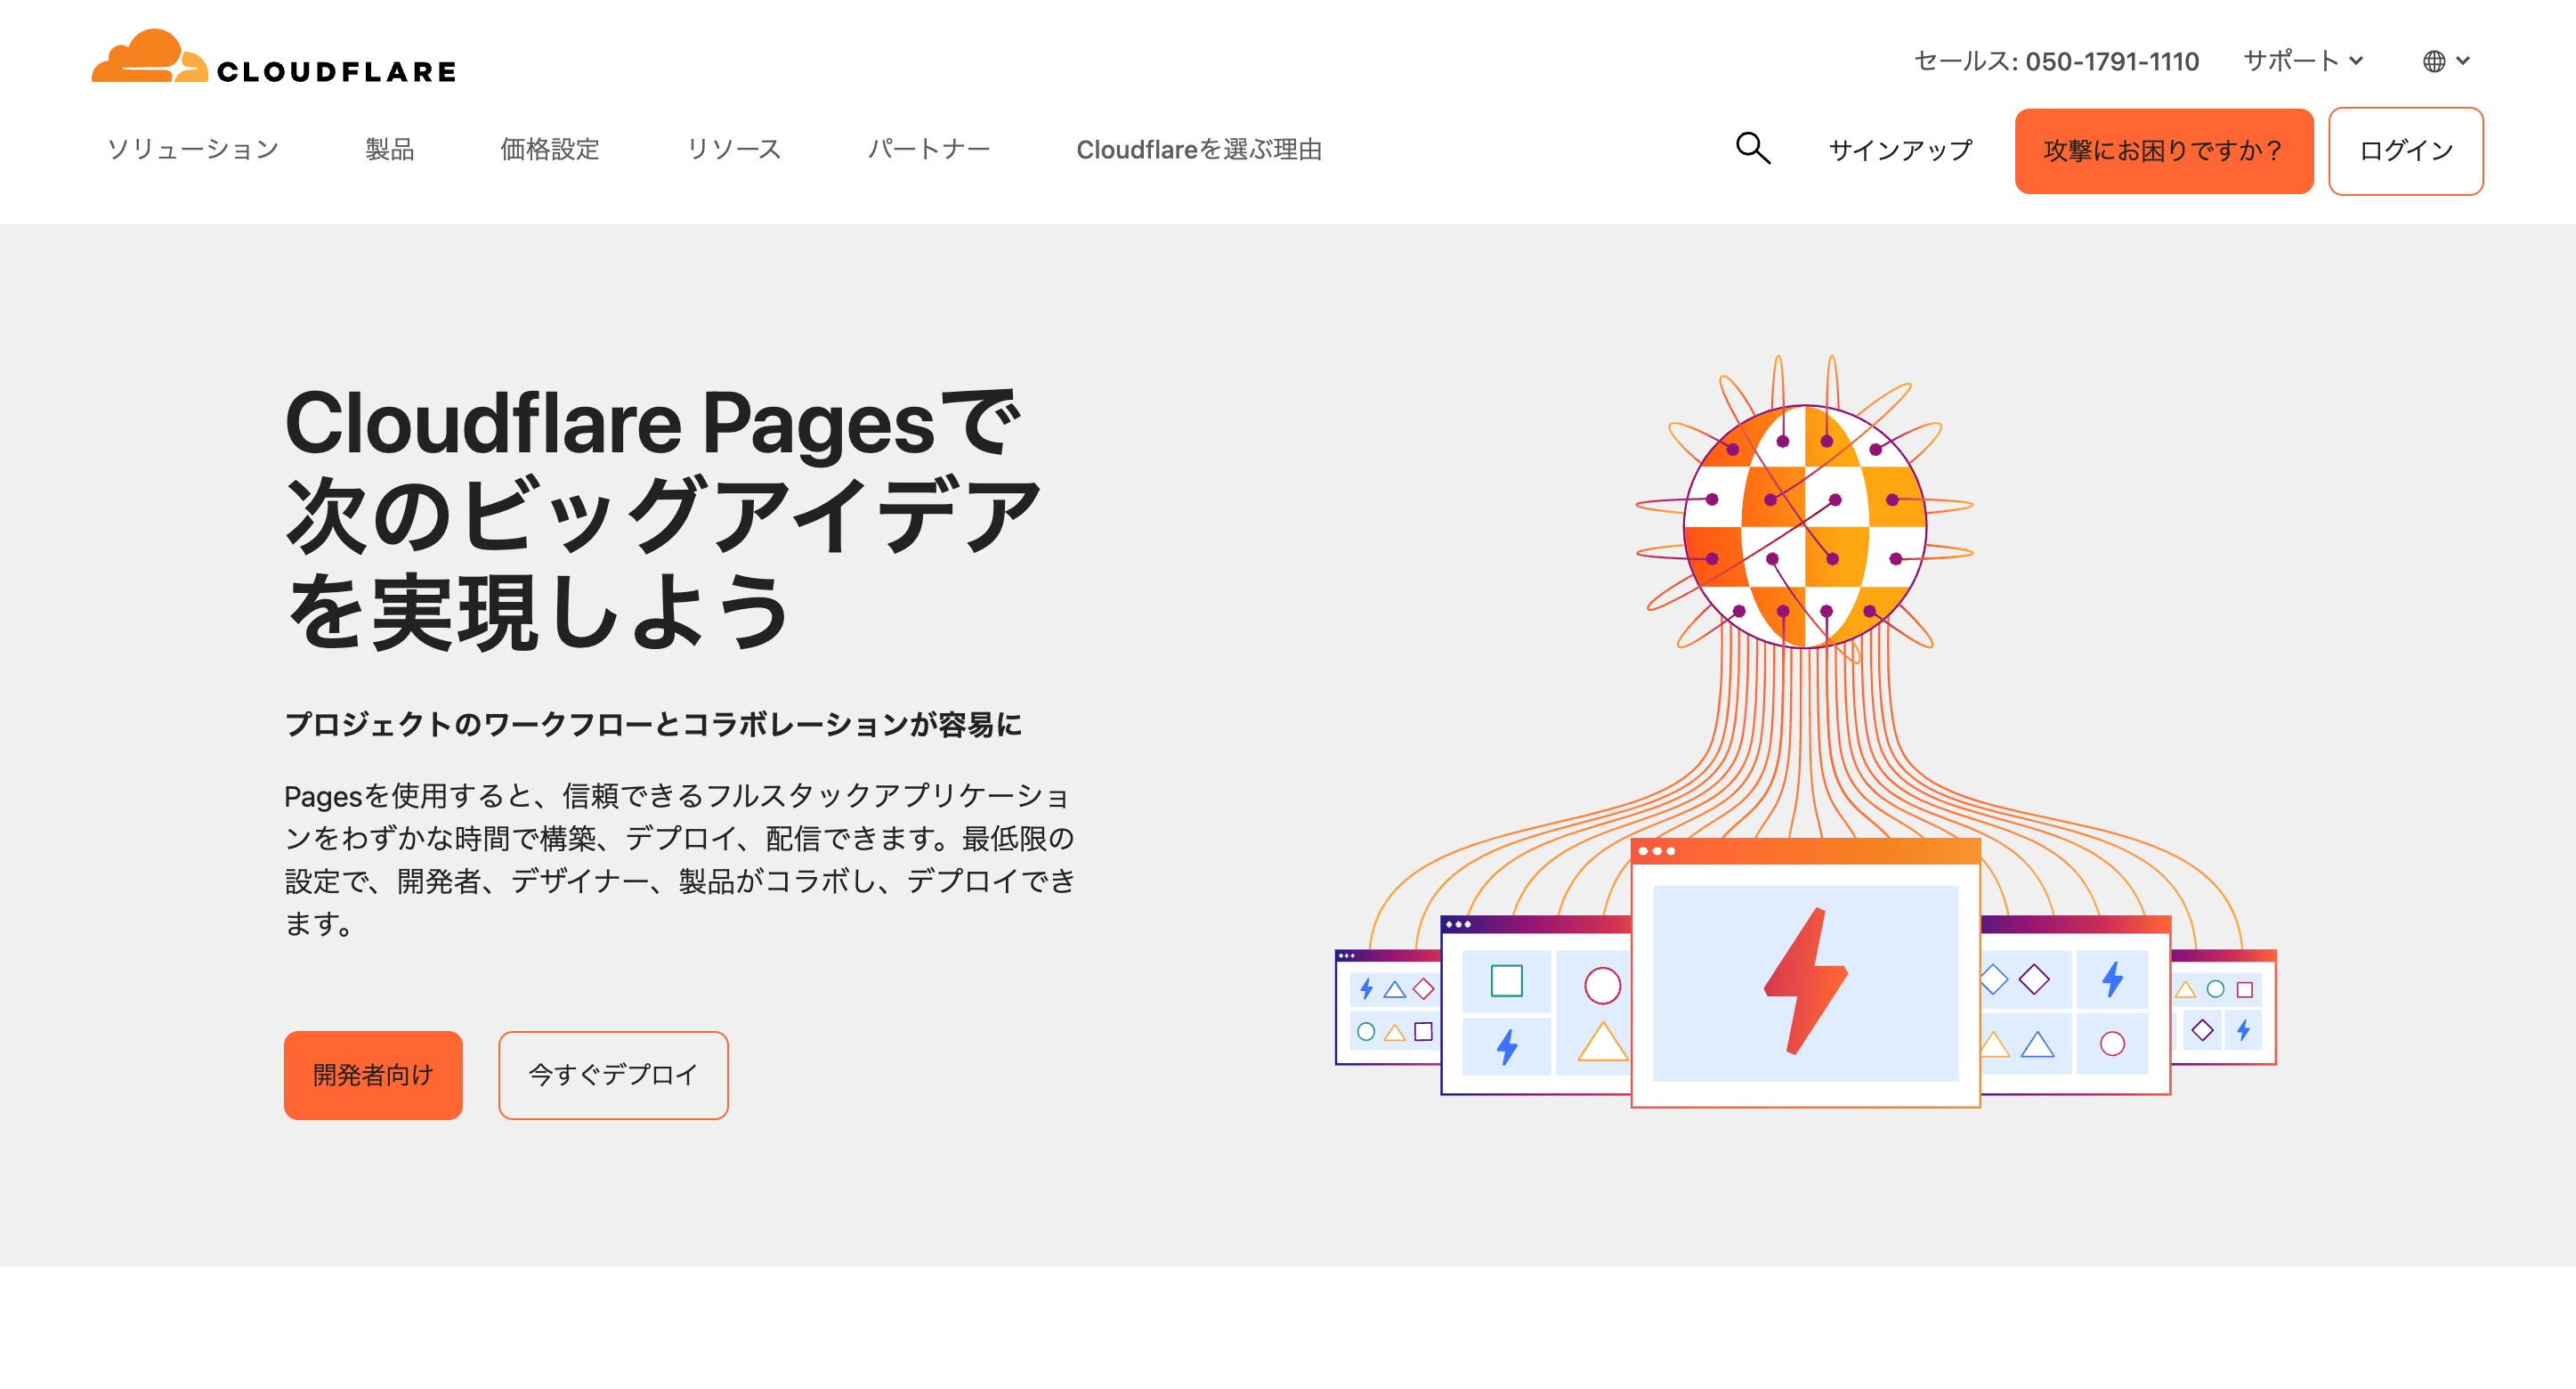 CLOUDFLARE
セールス: 050-1791-1110
サポート
ソリューション
製品
価格設定
リソース
パートナー
Cloudflareを選ぶ理由
サインアップ
攻撃にお困りですか？
ログイン
Cloudflare Pagesで
次のビッグアイデア
を実現しよう
プロジェクトのワークフローとコラボレーションが容易に
Pagesを使用すると、信頼できるフルスタックアプリケーショ
ンをわずかな時間で構築、デプロイ、配信できます。最低限の
設定で、開発者、デザイナー、製品がコラボし、デプロイでき
ます。
開発者向け
今すぐデプロイ